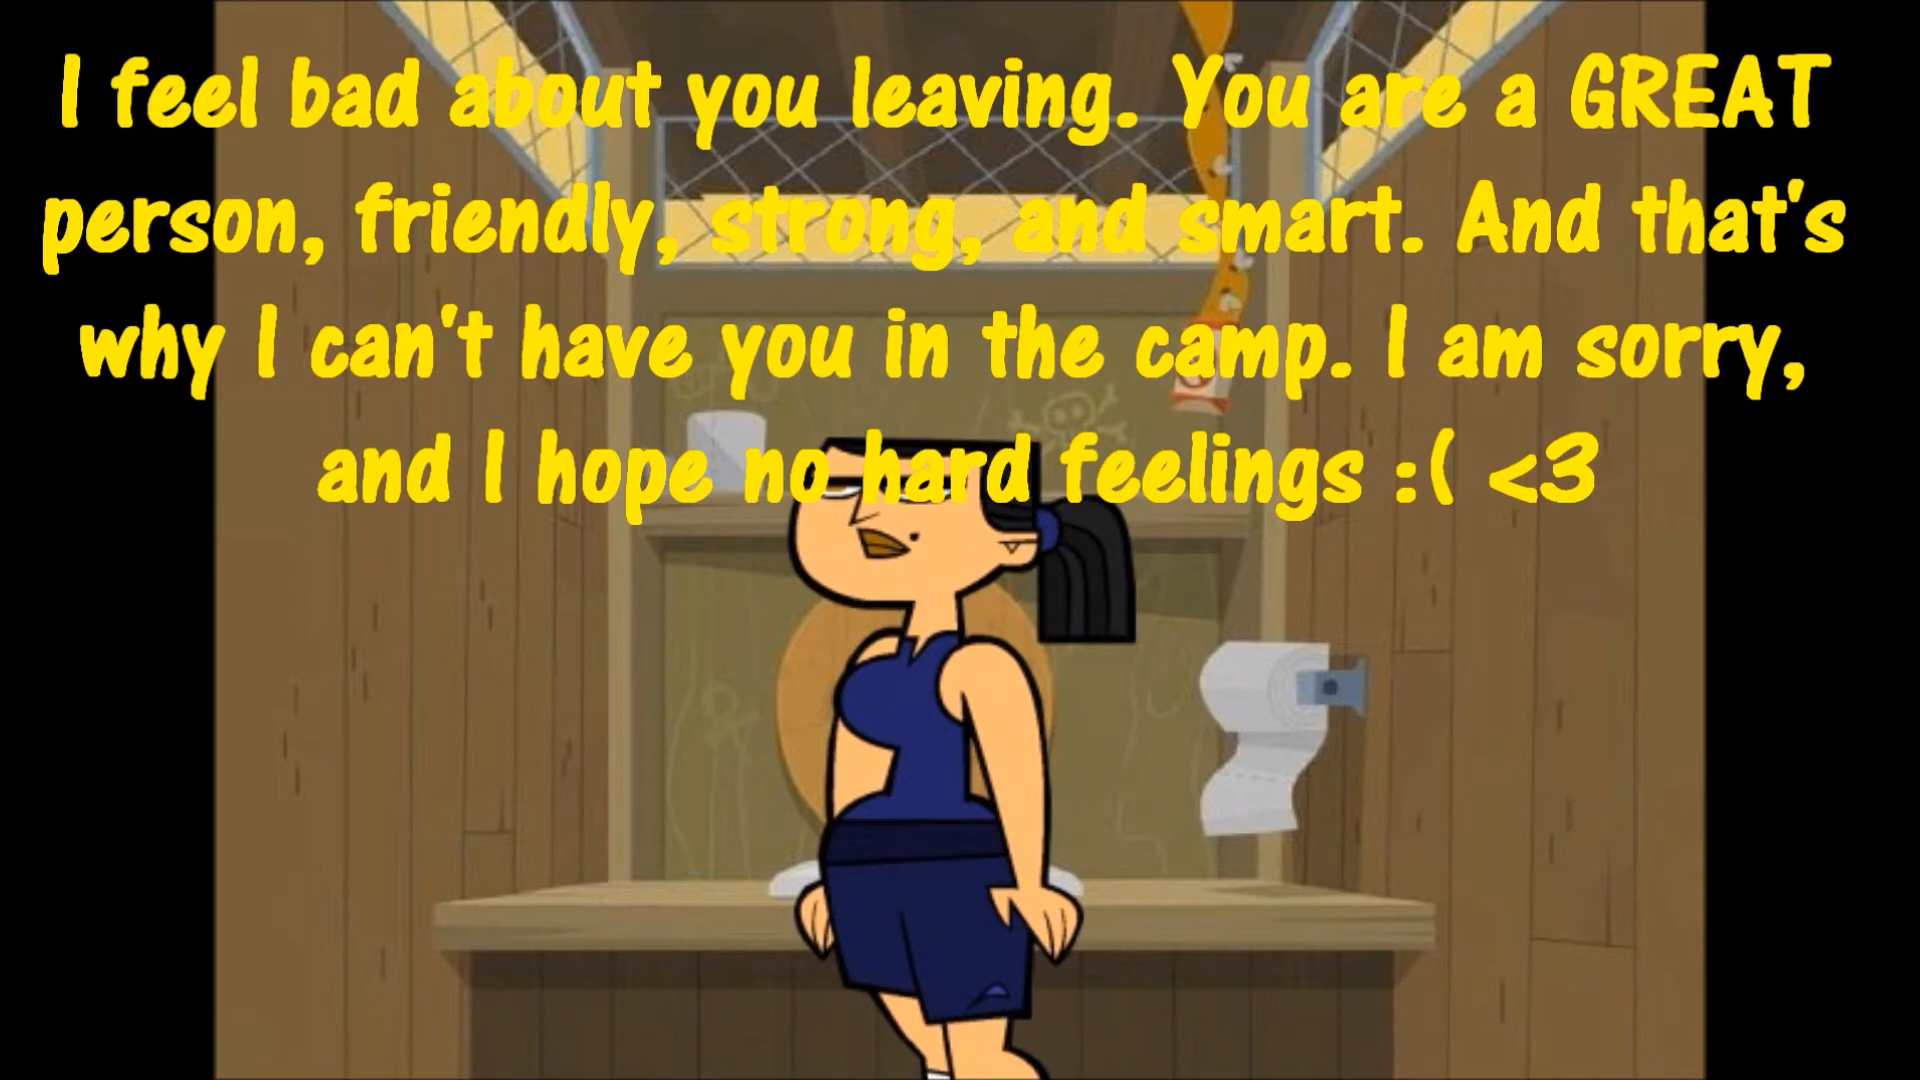 I feel bad about you leaving. You are a GREAT
person, friendly, strong, and smart. And that's
why I can't have you in the camp. I am sorry,
and I hope no hard feelings :( <3